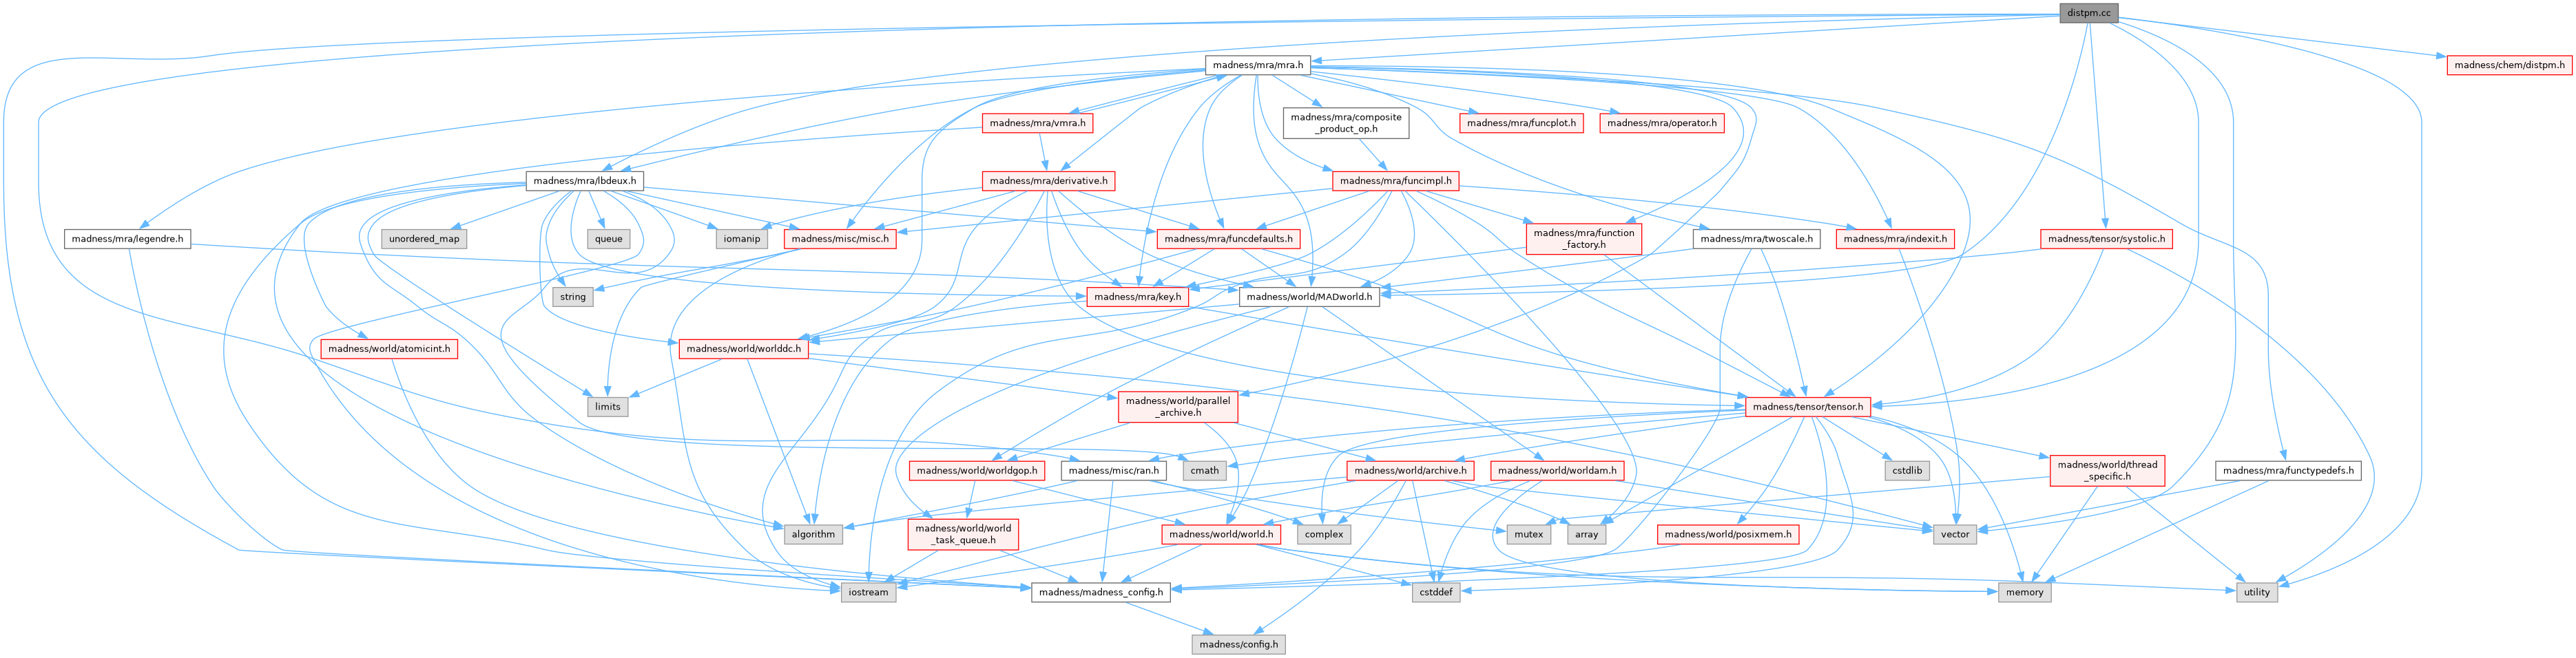 distpm.cc
madness/mra/mra.h
madness/chem/distpm.h
madness/mra/vmra.h
madness/mra/composite
_product_op.h
madness/mra/funcplot.h
madness/mra/operator.h
madness/mra/lbdeux.h
madness/mra/derivative.h
madness/mra/funcimpl.h
madness/mra/legendre.h
unordered_map
queue
iomanip
madness/misc/misc.h
madness/mra/funcdefaults.h
madness/mra/function
_factory.h
madness/mra/twoscale.h
madness/mra/indexit.h
madness/tensor/systolic.h
string
madness/mra/key.h
madness/world/MADworld.h
madness/world/atomicint.h
madness/world/worlddc.h
limits
madness/world/parallel
_archive.h
madness/tensor/tensor.h
madness/world/worldgop.h
madness/misc/ran.h
cmath
madness/world/archive.h
madness/world/worldam.h
cstdlib
madness/world/thread
_specific.h
madness/mra/functypedefs.h
algorithm
madness/world/world
_task_queue.h
madness/world/world.h
complex
mutex
array
madness/world/posixmem.h
vector
iostream
madness/madness_config.h
cstddef
memory
utility
madness/config.h